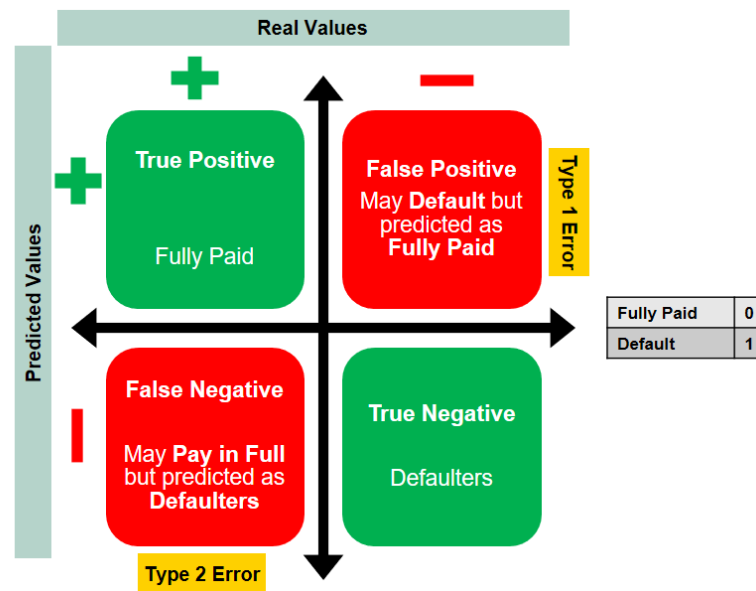 Real Values
Predicted Values
True Positive
Fully Paid
False Positive
May Default but
predicted as
Fully Paid
Type 1 Error
Fully Paid 0
Default 1
False Negative
May Pay in Full
but predicted as
Defaulters
True Negative
Defaulters
Type 2 Error